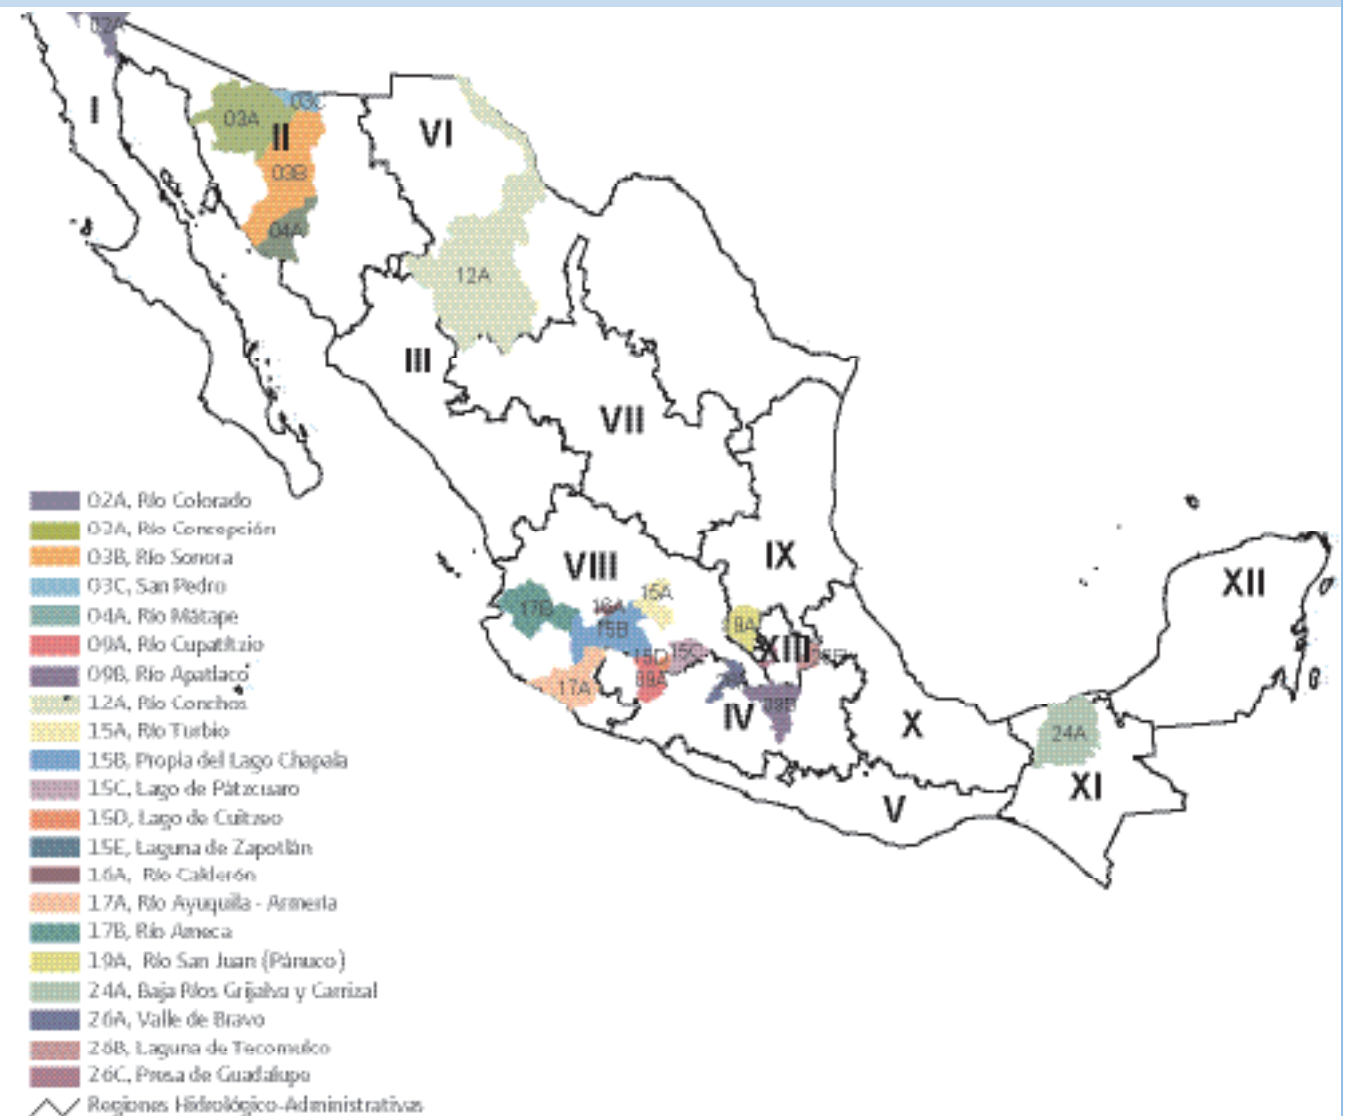 02A
I
03A
03C
II
03B
04A
VI
12A
III
VII
VIII
IX
XII
17B
16A
15A
15B
15D
15C
XIII
17A
09B
IV
X
24A
XI
V
02A, Río Colorado
03A, Río Concepción
03B, Río Sonora
03C, San Pedro
04A, Río Mátape
09A, Río Cupatitzio
09B, Río Apatlaco
12A, Río Conchos
15A, Río Turbio
15B, Propia del Lago Chapala
15C, Lago de Pátzcuaro
15D, Lago de Cuitzeo
15E, Laguna de Zapotlán
16A, Río Calderón
17A, Río Ayuquila - Armería
17B, Río Ameca
19A, Río San Juan (Pánuco)
24A, Baja Ríos Grijalva y Carrizal
26A, Valle de Bravo
26B, Laguna de Tecomulco
26C, Presa de Guadalupe
Regiones Hidrológico-Administrativas